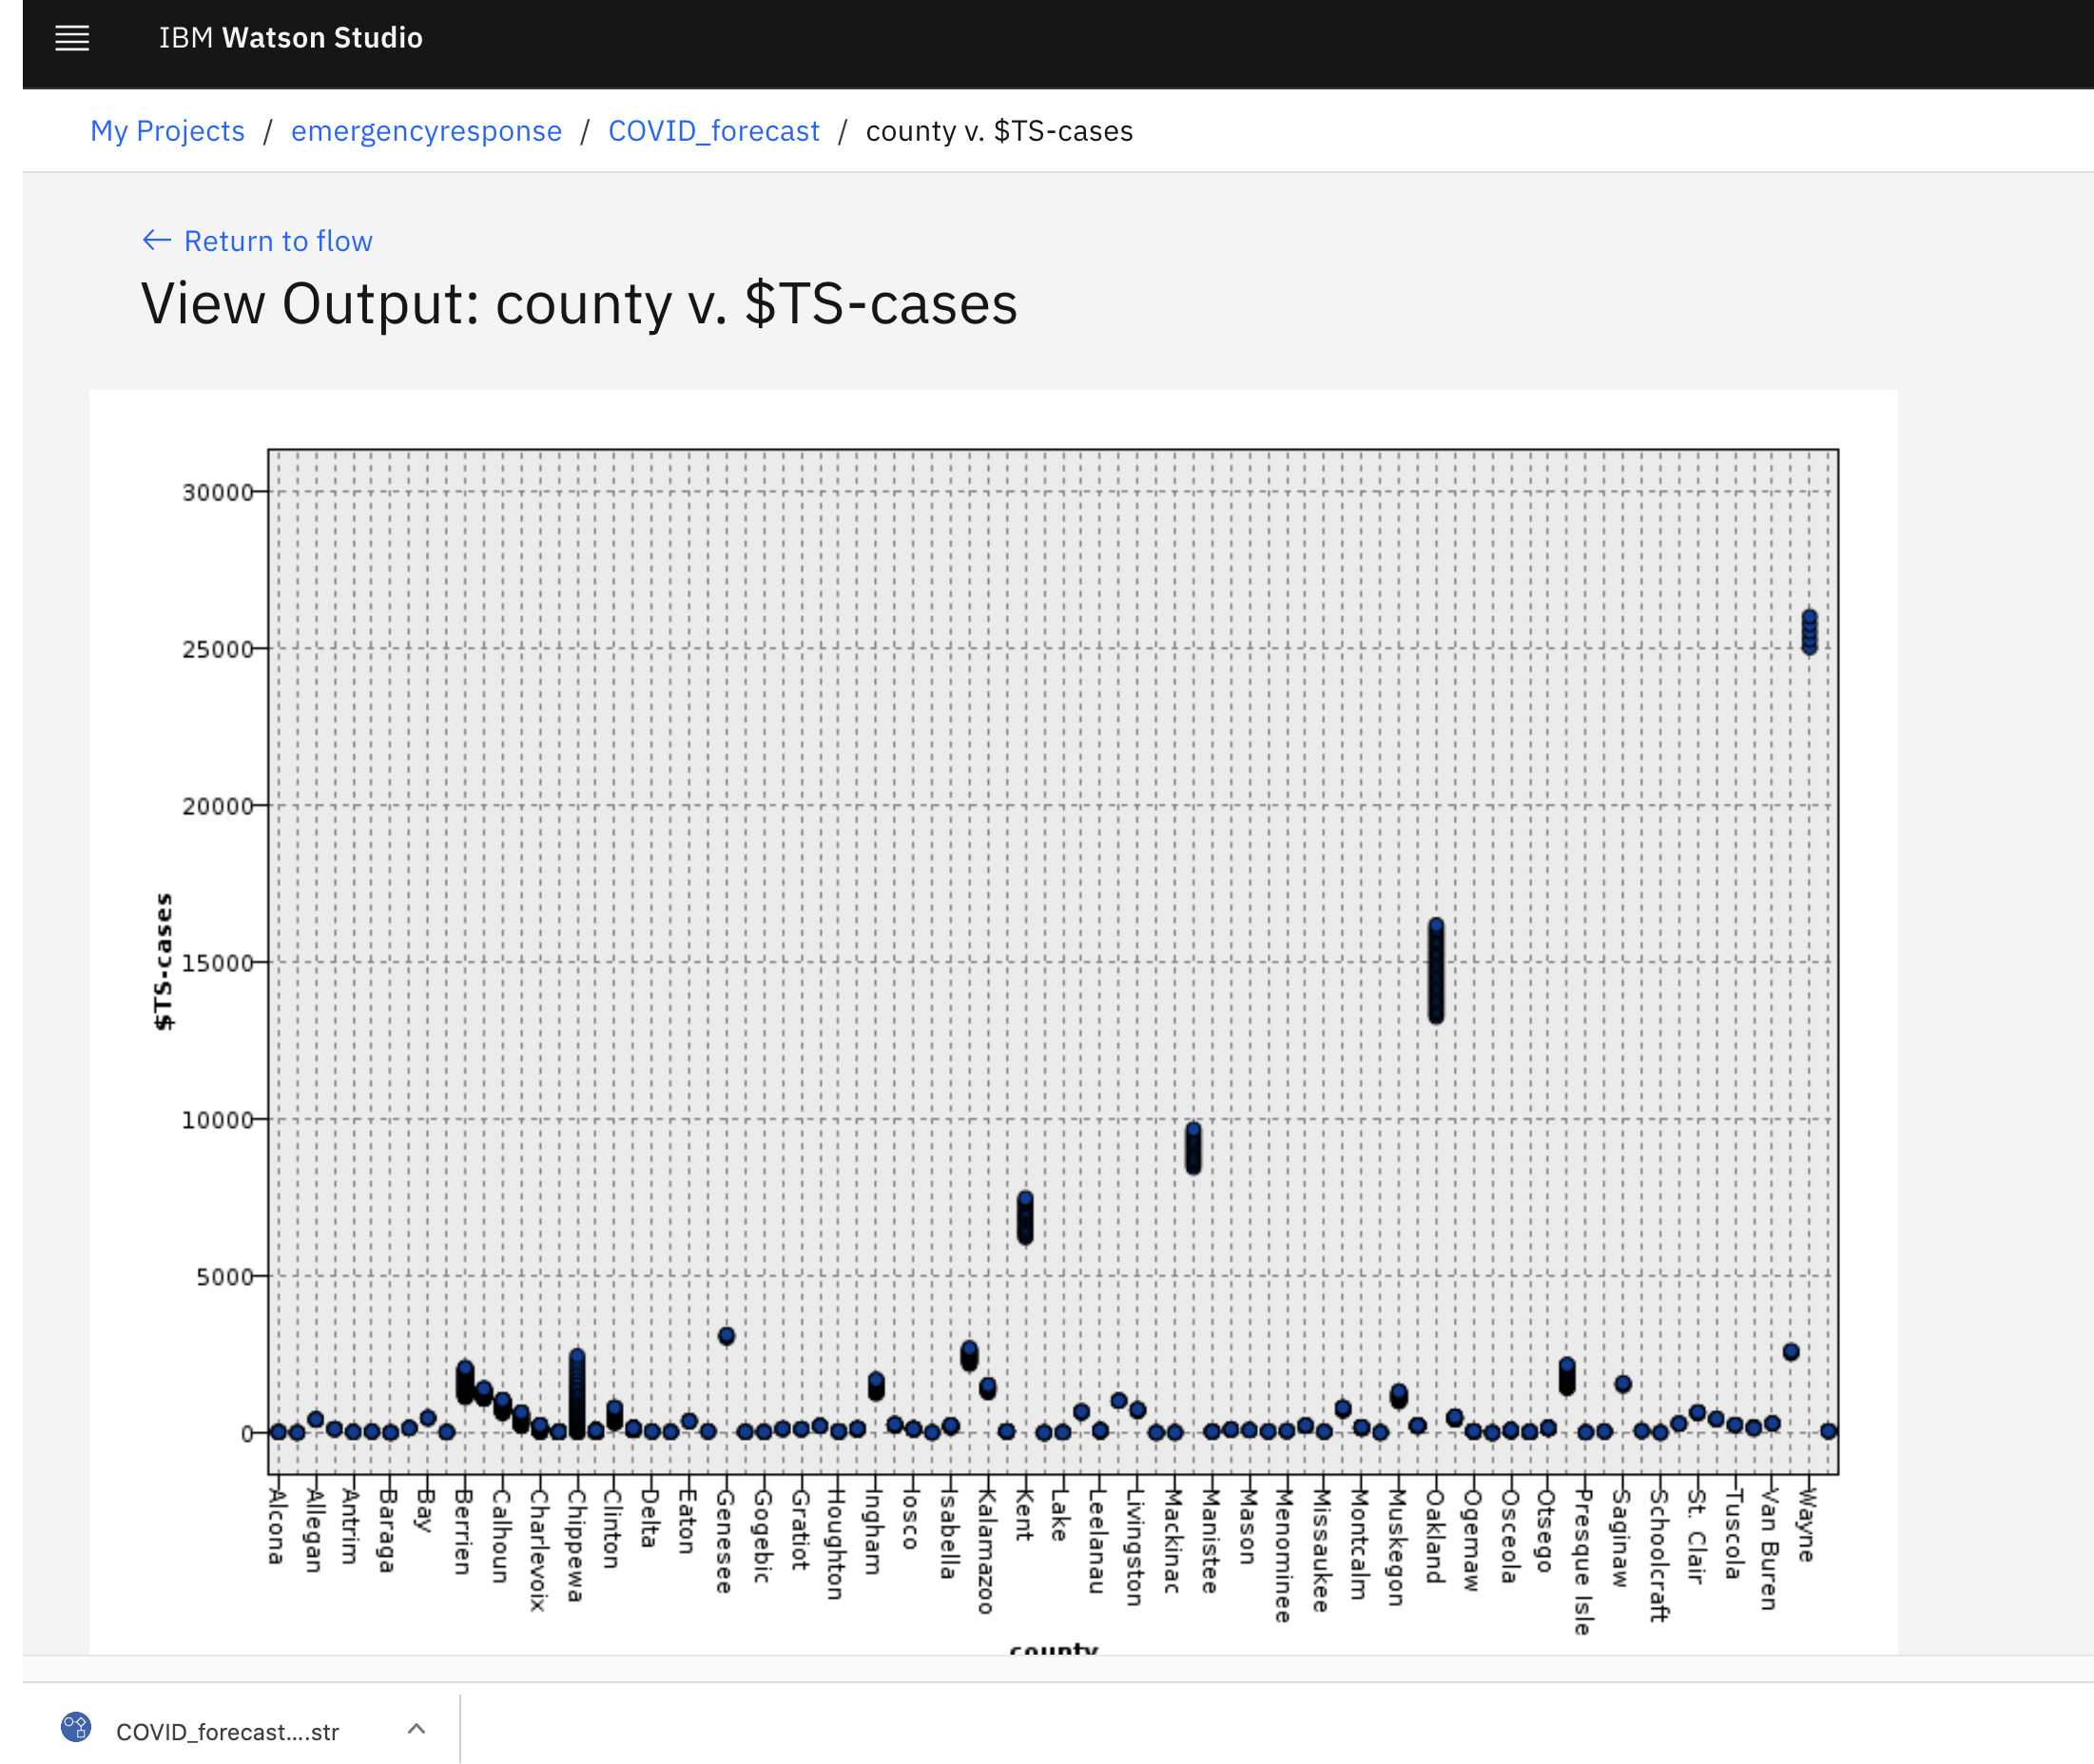 IBM Watson Studio
My Projects / emergencyresponse / COVID_forecast / county v. $TS-cases
← Return to flow
View Output: county v. $TS-cases
30000
25000
20000
15000
10000
5000
0
$TS-cases
Alcona
Allegan
Antrim
Baraga
Bay
Berrien
Calhoun
Charlevoix
Chippewa
Clinton
Delta
Eaton
Genesee
Gogebic
Gratiot
Houghton
Ingham
Iosco
Isabella
Kalamazoo
Kent
Lake
Leelanau
Livingston
Mackinac
Manistee
Mason
Menominee
Missaukee
Montcalm
Muskegon
Oakland
Ogemaw
Osceola
Otsego
Presque Isle
Saginaw
Schoolcraft
St. Clair
Tuscola
Van Buren
Wayne
county
COVID_forecast....str